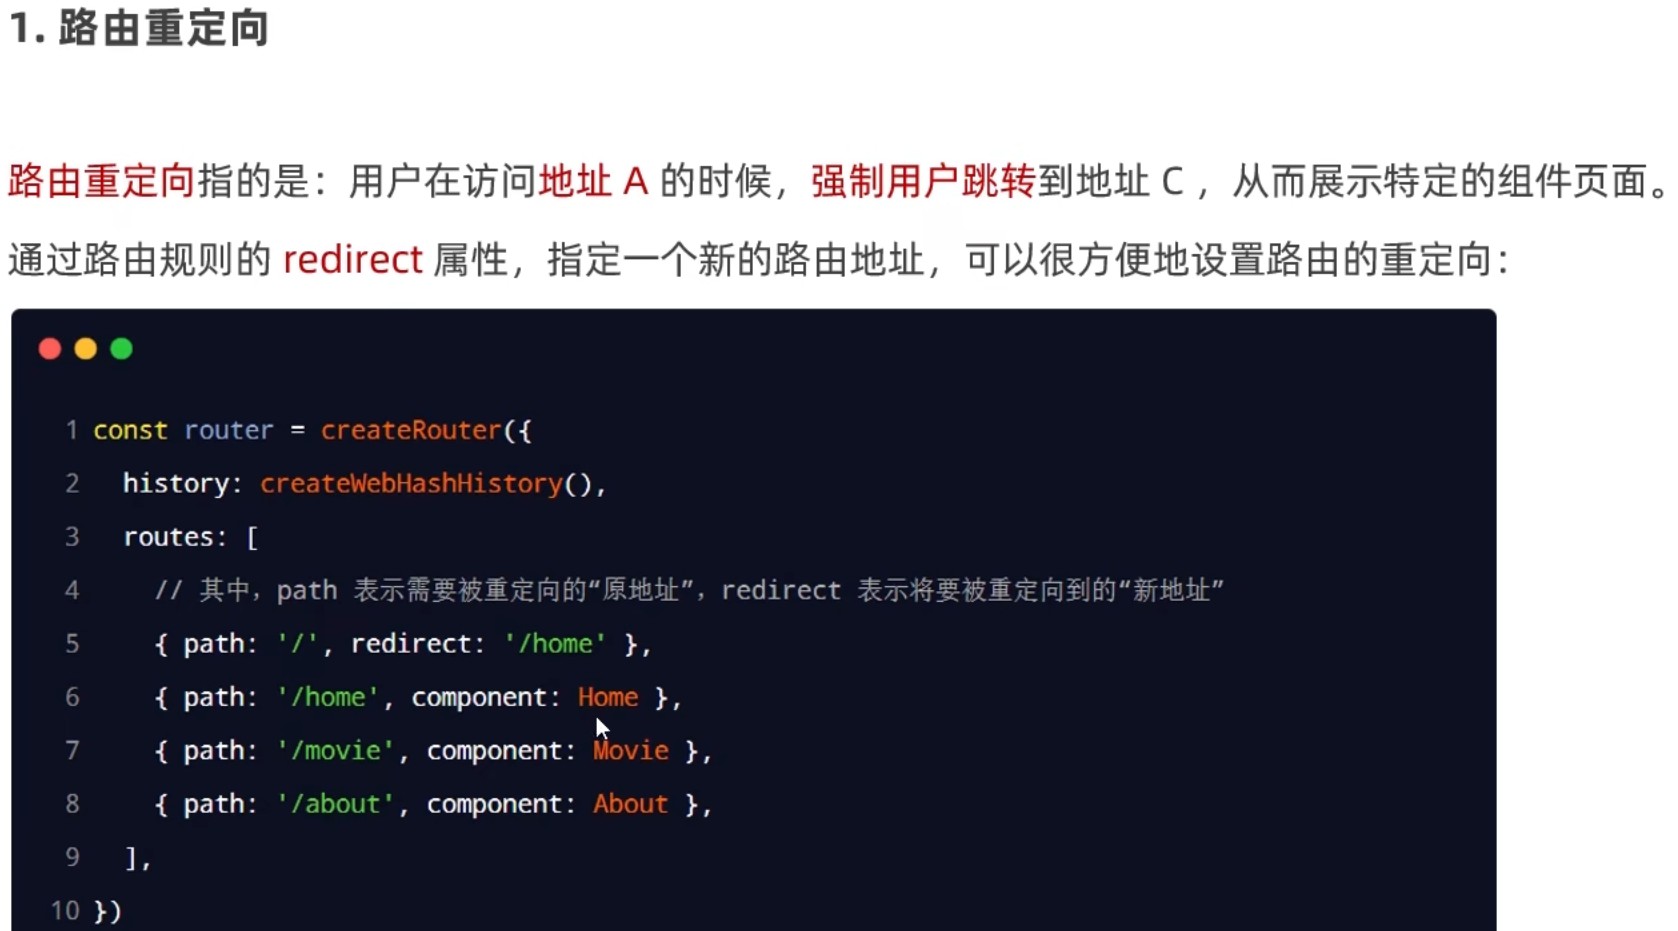 1. 路由重定向
路由重定向指的是：用户在访问地址 A 的时候，强制用户跳转到地址 C ，从而展示特定的组件页面。
通过路由规则的 redirect 属性，指定一个新的路由地址，可以很方便地设置路由的重定向：
1 const router = createRouter({
2 history: createWebHashHistory(),
3 routes: [
4 // 其中，path 表示需要被重定向的“原地址”，redirect 表示将要被重定向到的“新地址”
5 { path: '/', redirect: '/home' },
6 { path: '/home', component: Home },
7 { path: '/movie', component: Movie },
8 { path: '/about', component: About },
9 ],
10 })